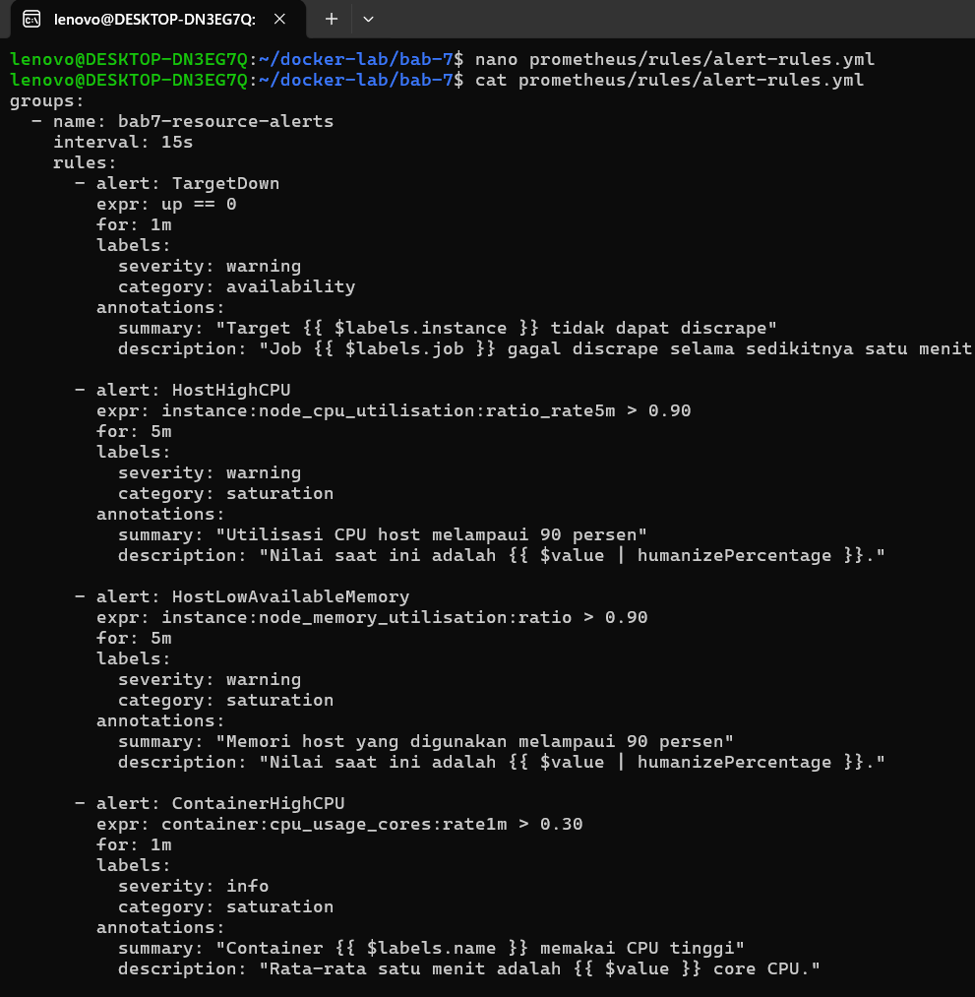 lenovo@DESKTOP-DN3EG7Q:
lenovo@DESKTOP-DN3EG7Q:~/docker-lab/bab-7$ nano prometheus/rules/alert-rules.yml
lenovo@DESKTOP-DN3EG7Q:~/docker-lab/bab-7$ cat prometheus/rules/alert-rules.yml
groups:
  - name: bab7-resource-alerts
    interval: 15s
    rules:
      - alert: TargetDown
        expr: up == 0
        for: 1m
        labels:
          severity: warning
          category: availability
        annotations:
          summary: "Target {{ $labels.instance }} tidak dapat discrape"
          description: "Job {{ $labels.job }} gagal discrape selama sedikitnya satu menit

      - alert: HostHighCPU
        expr: instance:node_cpu_utilisation:ratio_rate5m > 0.90
        for: 5m
        labels:
          severity: warning
          category: saturation
        annotations:
          summary: "Utilisasi CPU host melampaui 90 persen"
          description: "Nilai saat ini adalah {{ $value | humanizePercentage }}."

      - alert: HostLowAvailableMemory
        expr: instance:node_memory_utilisation:ratio > 0.90
        for: 5m
        labels:
          severity: warning
          category: saturation
        annotations:
          summary: "Memori host yang digunakan melampaui 90 persen"
          description: "Nilai saat ini adalah {{ $value | humanizePercentage }}."

      - alert: ContainerHighCPU
        expr: container:cpu_usage_cores:rate1m > 0.30
        for: 1m
        labels:
          severity: info
          category: saturation
        annotations:
          summary: "Container {{ $labels.name }} memakai CPU tinggi"
          description: "Rata-rata satu menit adalah {{ $value }} core CPU."